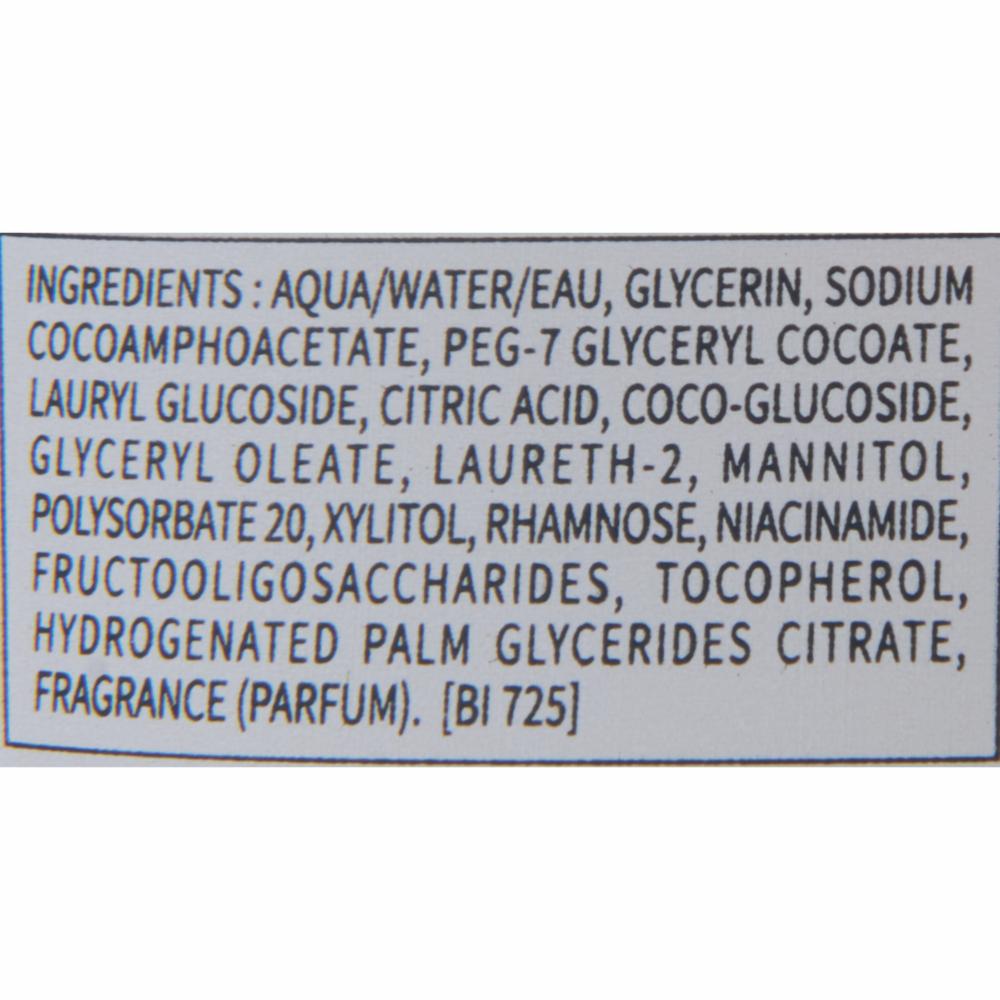 INGREDIENTS : AQUA/WATER/EAU, GLYCERIN, SODIUM
COCOAMPHOACETATE, PEG-7 GLYCERYL COCOATE,
LAURYL GLUCOSIDE, CITRIC ACID, COCO-GLUCOSIDE,
GLYCERYL OLEATE, LAURETH-2, MANNITOL,
POLYSORBATE 20, XYLITOL, RHAMNOSE, NIACINAMIDE,
FRUCTOOLIGOSACCHARIDES, TOCOPHEROL,
HYDROGENATED PALM GLYCERIDES CITRATE,
FRAGRANCE (PARFUM). [BI 725]